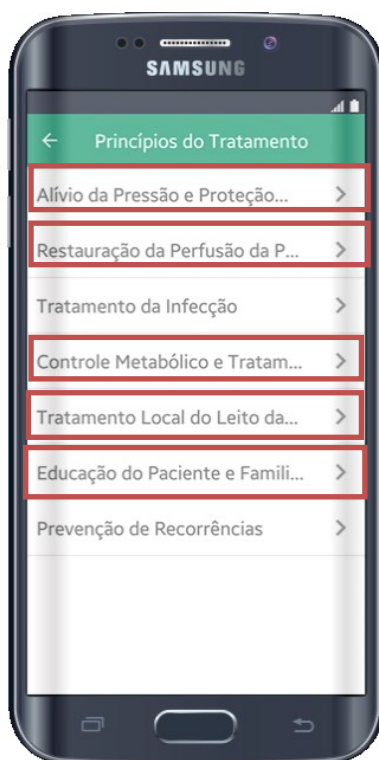 SAMSUNG
Princípios do Tratamento
Alívio da Pressão e Proteção...
Restauração da Perfusão da P...
Tratamento da Infecção
Controle Metabólico e Tratam...
Tratamento Local do Leito da...
Educação do Paciente e Famili...
Prevenção de Recorrências